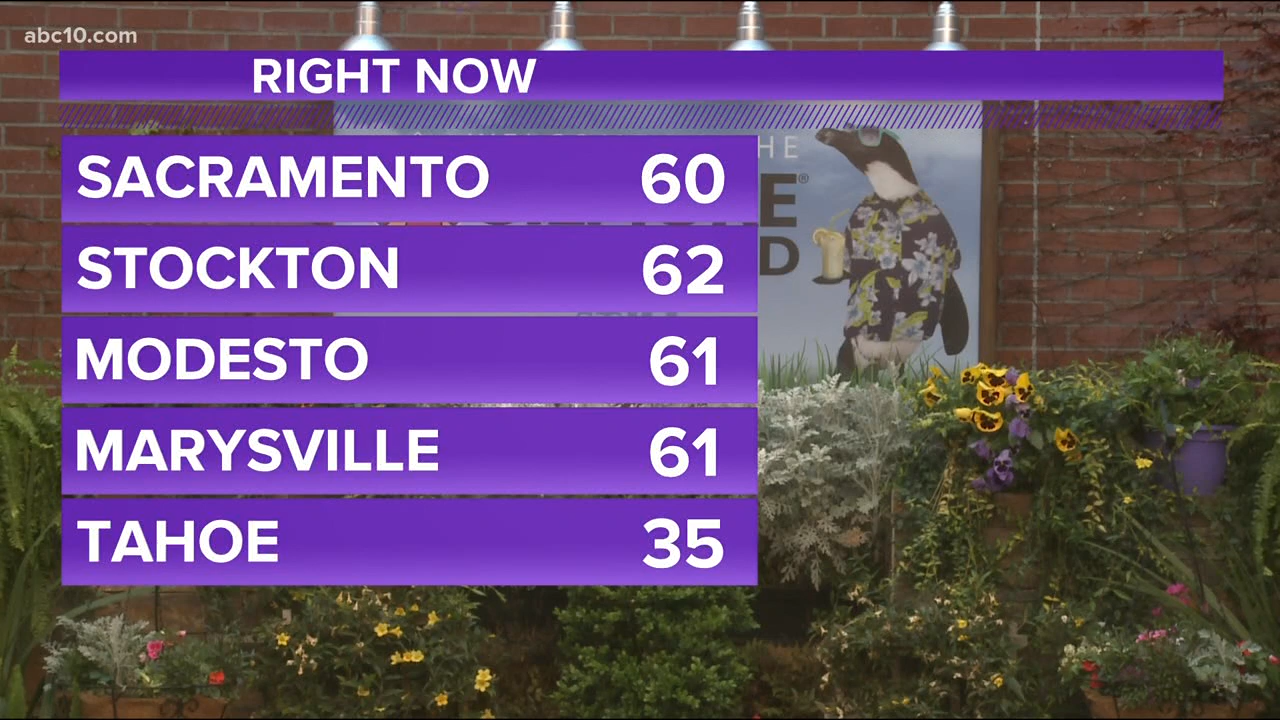 abc10.com
RIGHT NOW
SACRAMENTO 60
STOCKTON 62
MODESTO 61
MARYSVILLE 61
TAHOE 35